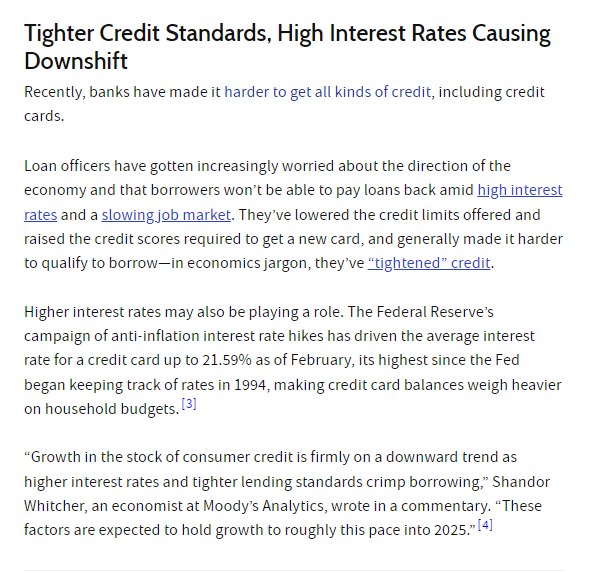 Tighter Credit Standards, High Interest Rates Causing
Downshift
Recently, banks have made it harder to get all kinds of credit, including credit
cards.
Loan officers have gotten increasingly worried about the direction of the
economy and that borrowers won’t be able to pay loans back amid high interest
rates and a slowing job market. They’ve lowered the credit limits offered and
raised the credit scores required to get a new card, and generally made it harder
to qualify to borrow—in economics jargon, they’ve “tightened” credit.
Higher interest rates may also be playing a role. The Federal Reserve’s
campaign of anti-inflation interest rate hikes has driven the average interest
rate for a credit card up to 21.59% as of February, its highest since the Fed
began keeping track of rates in 1994, making credit card balances weigh heavier
on household budgets. [3]
“Growth in the stock of consumer credit is firmly on a downward trend as
higher interest rates and tighter lending standards crimp borrowing,” Shandor
Whitcher, an economist at Moody’s Analytics, wrote in a commentary. “These
factors are expected to hold growth to roughly this pace into 2025.” [4]